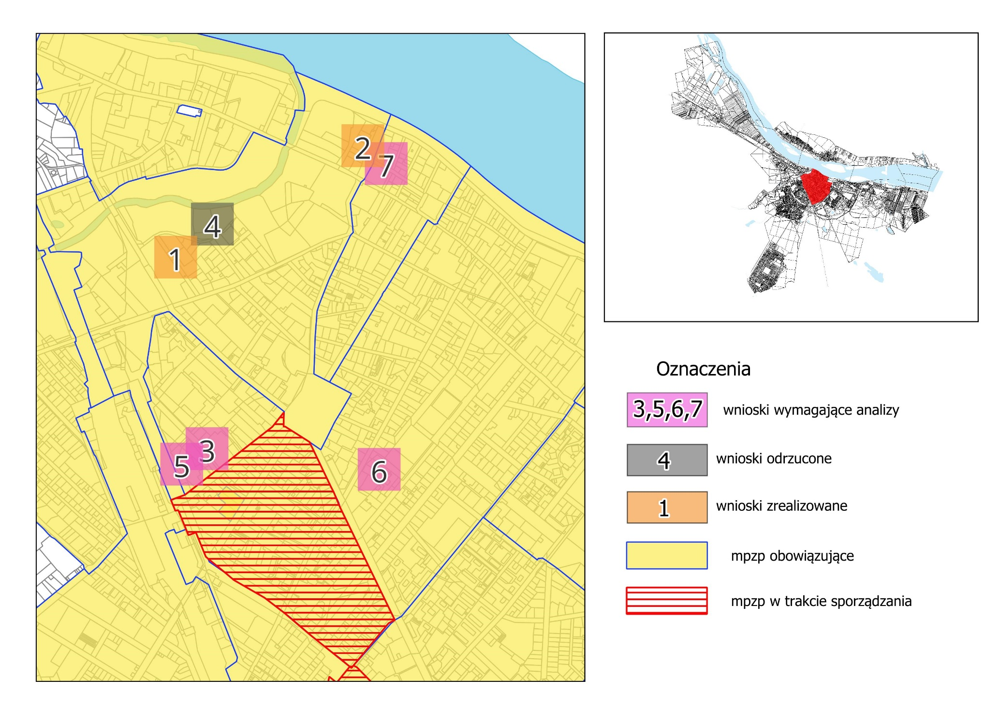 2
7
4
1
3
5
6
Oznaczenia
3,5,6,7 wnioski wymagające analizy
4 wnioski odrzucone
1 wnioski zrealizowane
mpzp obowiązujące
mpzp w trakcie sporządzania